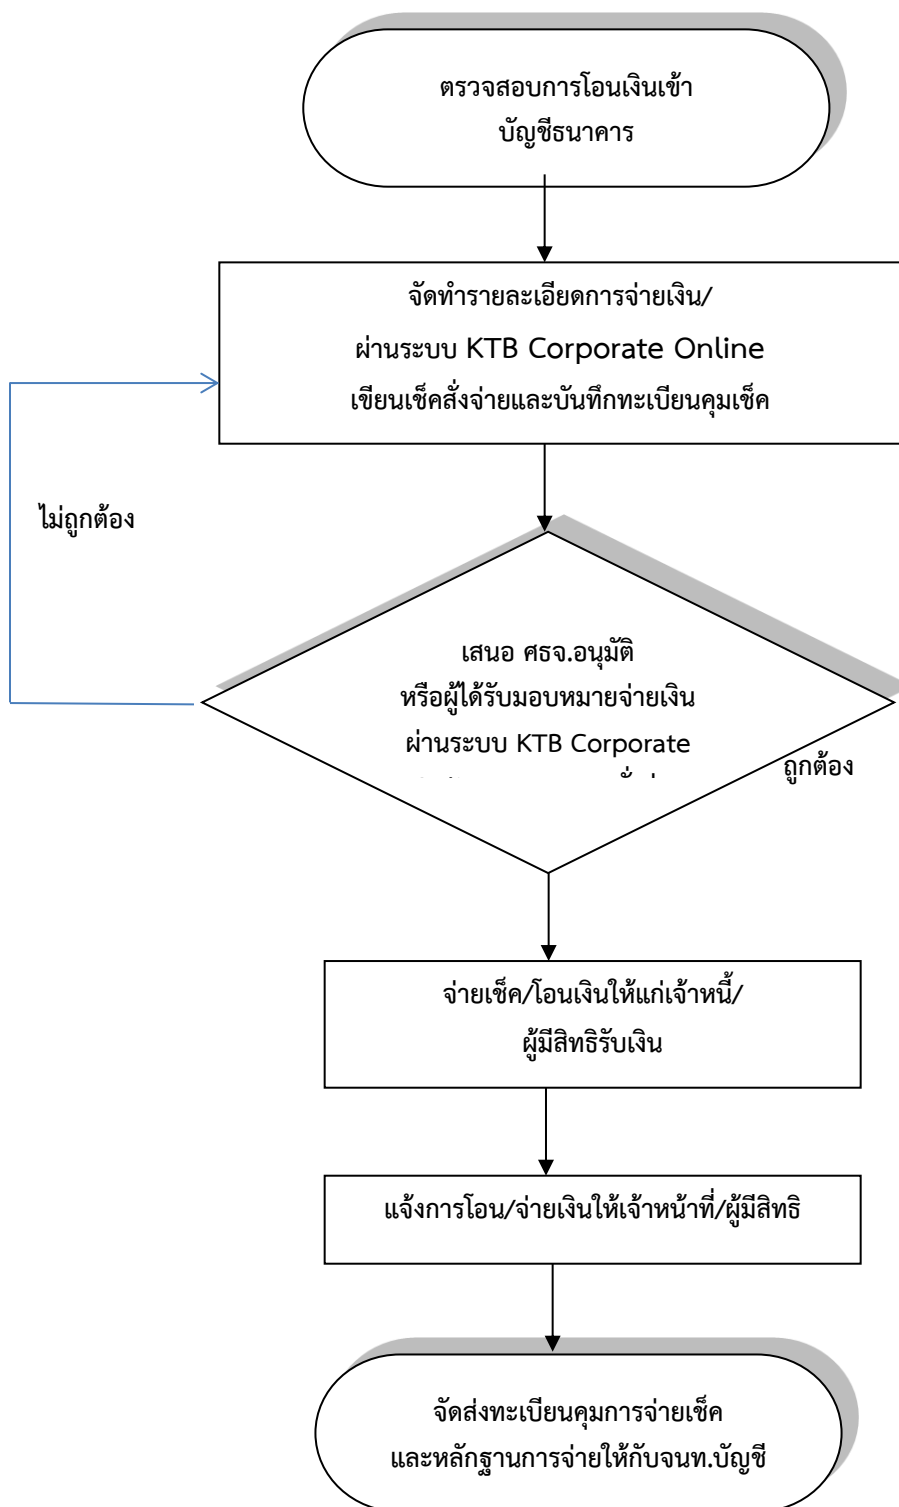 ตรวจสอบการโอนเงินเข้า
บัญชีธนาคาร
จัดทำรายละเอียดการจ่ายเงิน/
ผ่านระบบ KTB Corporate Online
เขียนเช็คสั่งจ่ายและบันทึกทะเบียนคุมเช็ค
ไม่ถูกต้อง
เสนอ ศธจ.อนุมัติ
หรือผู้ได้รับมอบหมายจ่ายเงิน
ผ่านระบบ KTB Corporate
ถูกต้อง
จ่ายเช็ค/โอนเงินให้แก่เจ้าหนี้/
ผู้มีสิทธิรับเงิน
แจ้งการโอน/จ่ายเงินให้เจ้าหน้าที่/ผู้มีสิทธิ
จัดส่งทะเบียนคุมการจ่ายเช็ค
และหลักฐานการจ่ายให้กับจนท.บัญชี